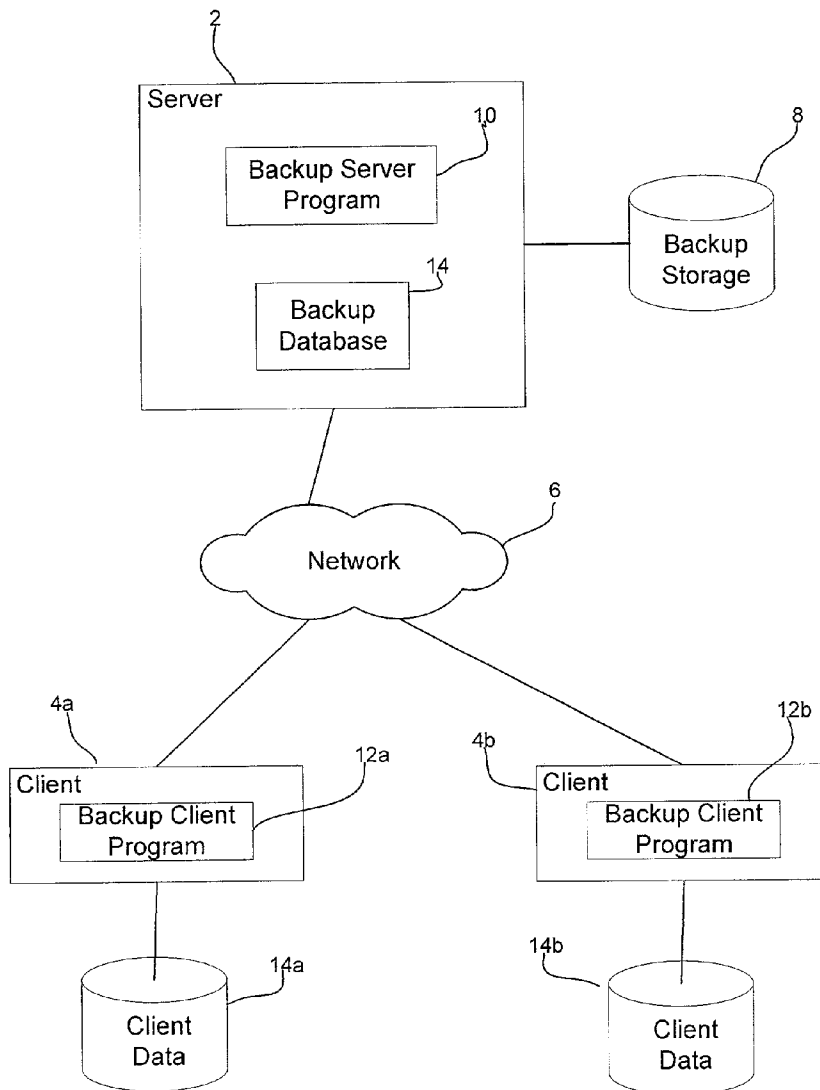 2
Server
10
Backup Server
Program
8
Backup
Storage
14
Backup
Database
6
Network
4a
12a
Client
Backup Client
Program
4b
12b
Client
Backup Client
Program
14a
Client
Data
14b
Client
Data